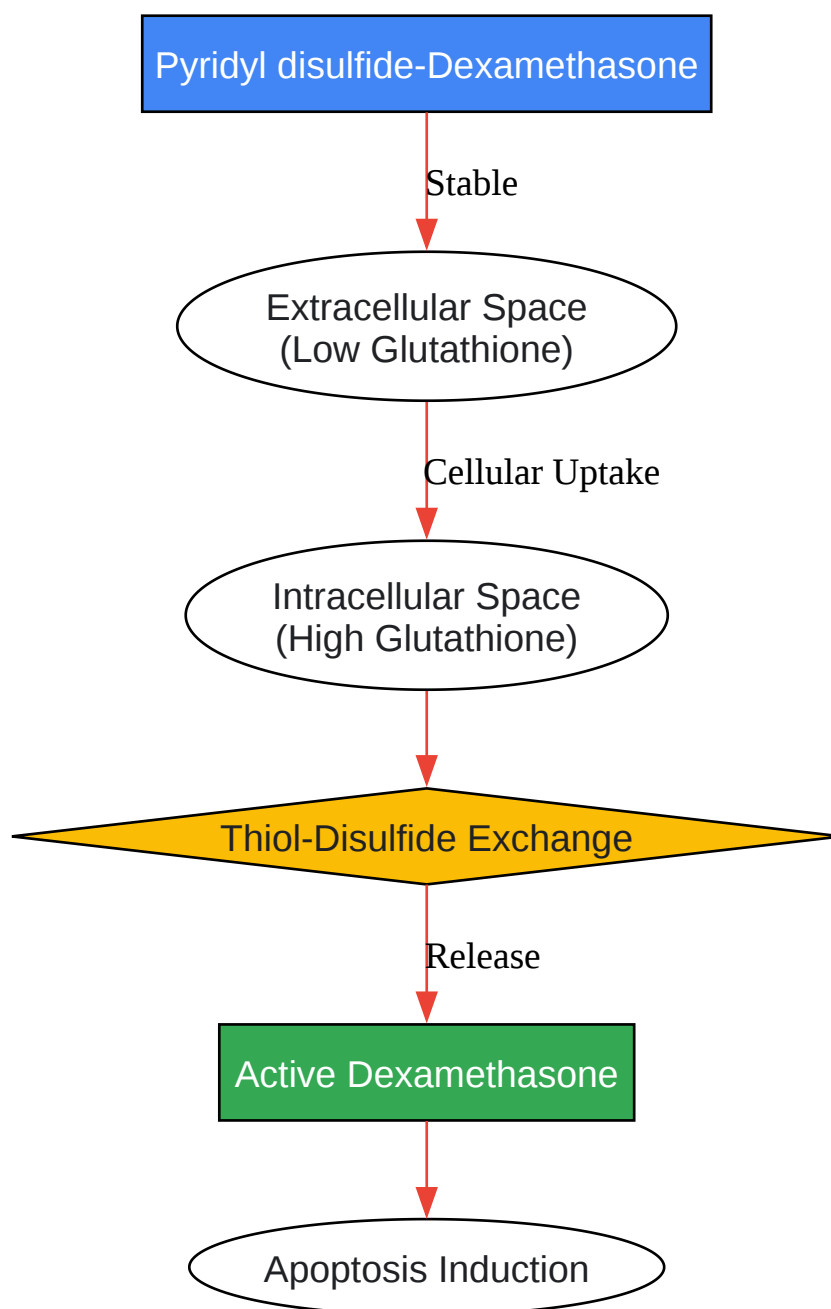 Pyridyl disulfide-Dexamethasone
Stable
Extracellular Space
(Low Glutathione)
Cellular Uptake
Intracellular Space
(High Glutathione)
Thiol-Disulfide Exchange
Release
Active Dexamethasone
Apoptosis Induction